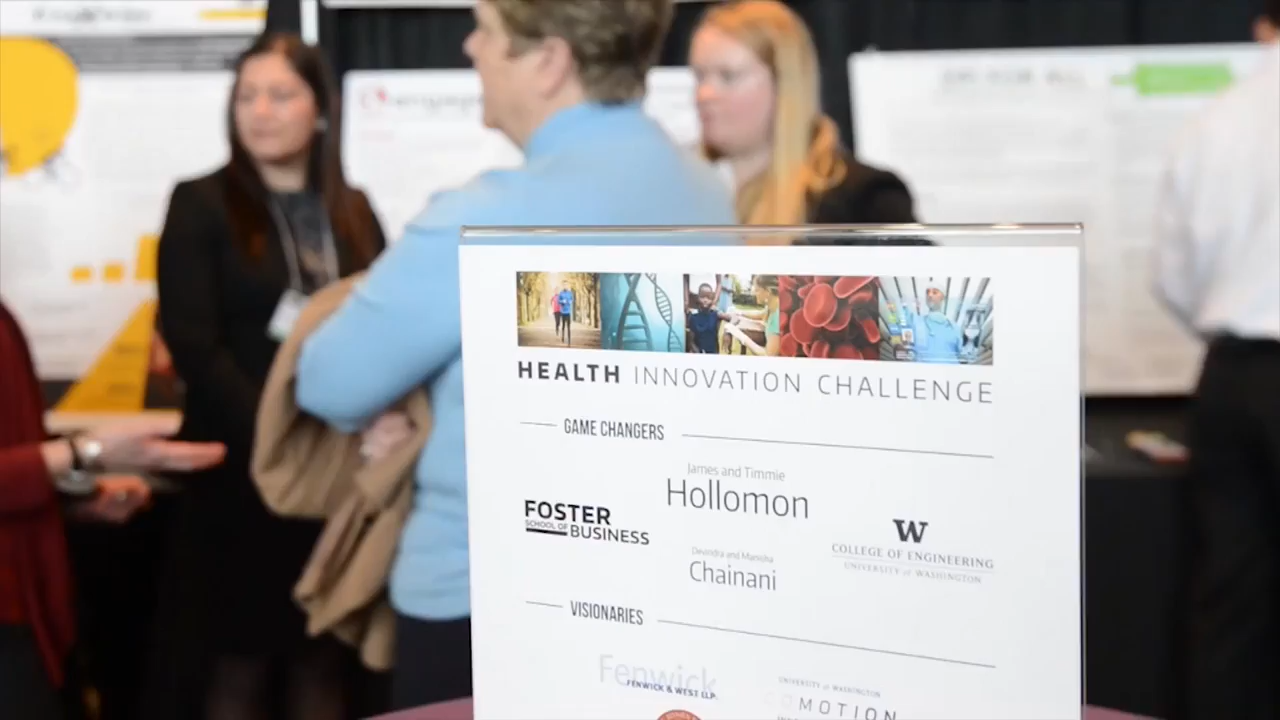 HEALTH INNOVATION CHALLENGE
GAME CHANGERS
James and Timmie
Hollomon
FOSTER
SCHOOL OF
BUSINESS
W
COLLEGE OF ENGINEERING
UNIVERSITY of WASHINGTON
Devindra and Manisha
Chainani
VISIONARIES
Fenwick
FENWICK & WEST LLP
UNIVERSITY of WASHINGTON
MOTION